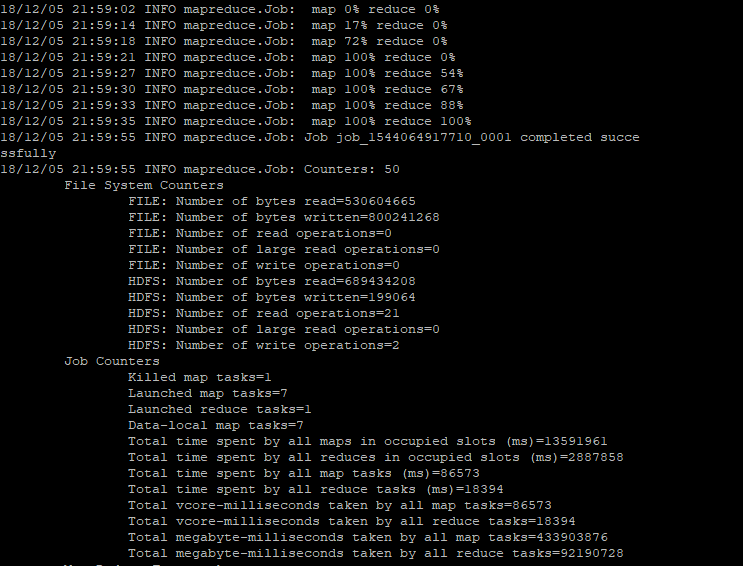 18/12/05 21:59:02 INFO mapreduce.Job:  map 0% reduce 0%
18/12/05 21:59:14 INFO mapreduce.Job:  map 17% reduce 0%
18/12/05 21:59:18 INFO mapreduce.Job:  map 72% reduce 0%
18/12/05 21:59:21 INFO mapreduce.Job:  map 100% reduce 0%
18/12/05 21:59:27 INFO mapreduce.Job:  map 100% reduce 54%
18/12/05 21:59:30 INFO mapreduce.Job:  map 100% reduce 67%
18/12/05 21:59:33 INFO mapreduce.Job:  map 100% reduce 88%
18/12/05 21:59:35 INFO mapreduce.Job:  map 100% reduce 100%
18/12/05 21:59:55 INFO mapreduce.Job: Job job_1544064917710_0001 completed succe
ssfully
18/12/05 21:59:55 INFO mapreduce.Job: Counters: 50
File System Counters
FILE: Number of bytes read=530604665
FILE: Number of bytes written=800241268
FILE: Number of read operations=0
FILE: Number of large read operations=0
FILE: Number of write operations=0
HDFS: Number of bytes read=689434208
HDFS: Number of bytes written=199064
HDFS: Number of read operations=21
HDFS: Number of large read operations=0
HDFS: Number of write operations=2
Job Counters
Killed map tasks=1
Launched map tasks=7
Launched reduce tasks=1
Data-local map tasks=7
Total time spent by all maps in occupied slots (ms)=13591961
Total time spent by all reduces in occupied slots (ms)=2887858
Total time spent by all map tasks (ms)=86573
Total time spent by all reduce tasks (ms)=18394
Total vcore-milliseconds taken by all map tasks=86573
Total vcore-milliseconds taken by all reduce tasks=18394
Total megabyte-milliseconds taken by all map tasks=433903876
Total megabyte-milliseconds taken by all reduce tasks=92190728